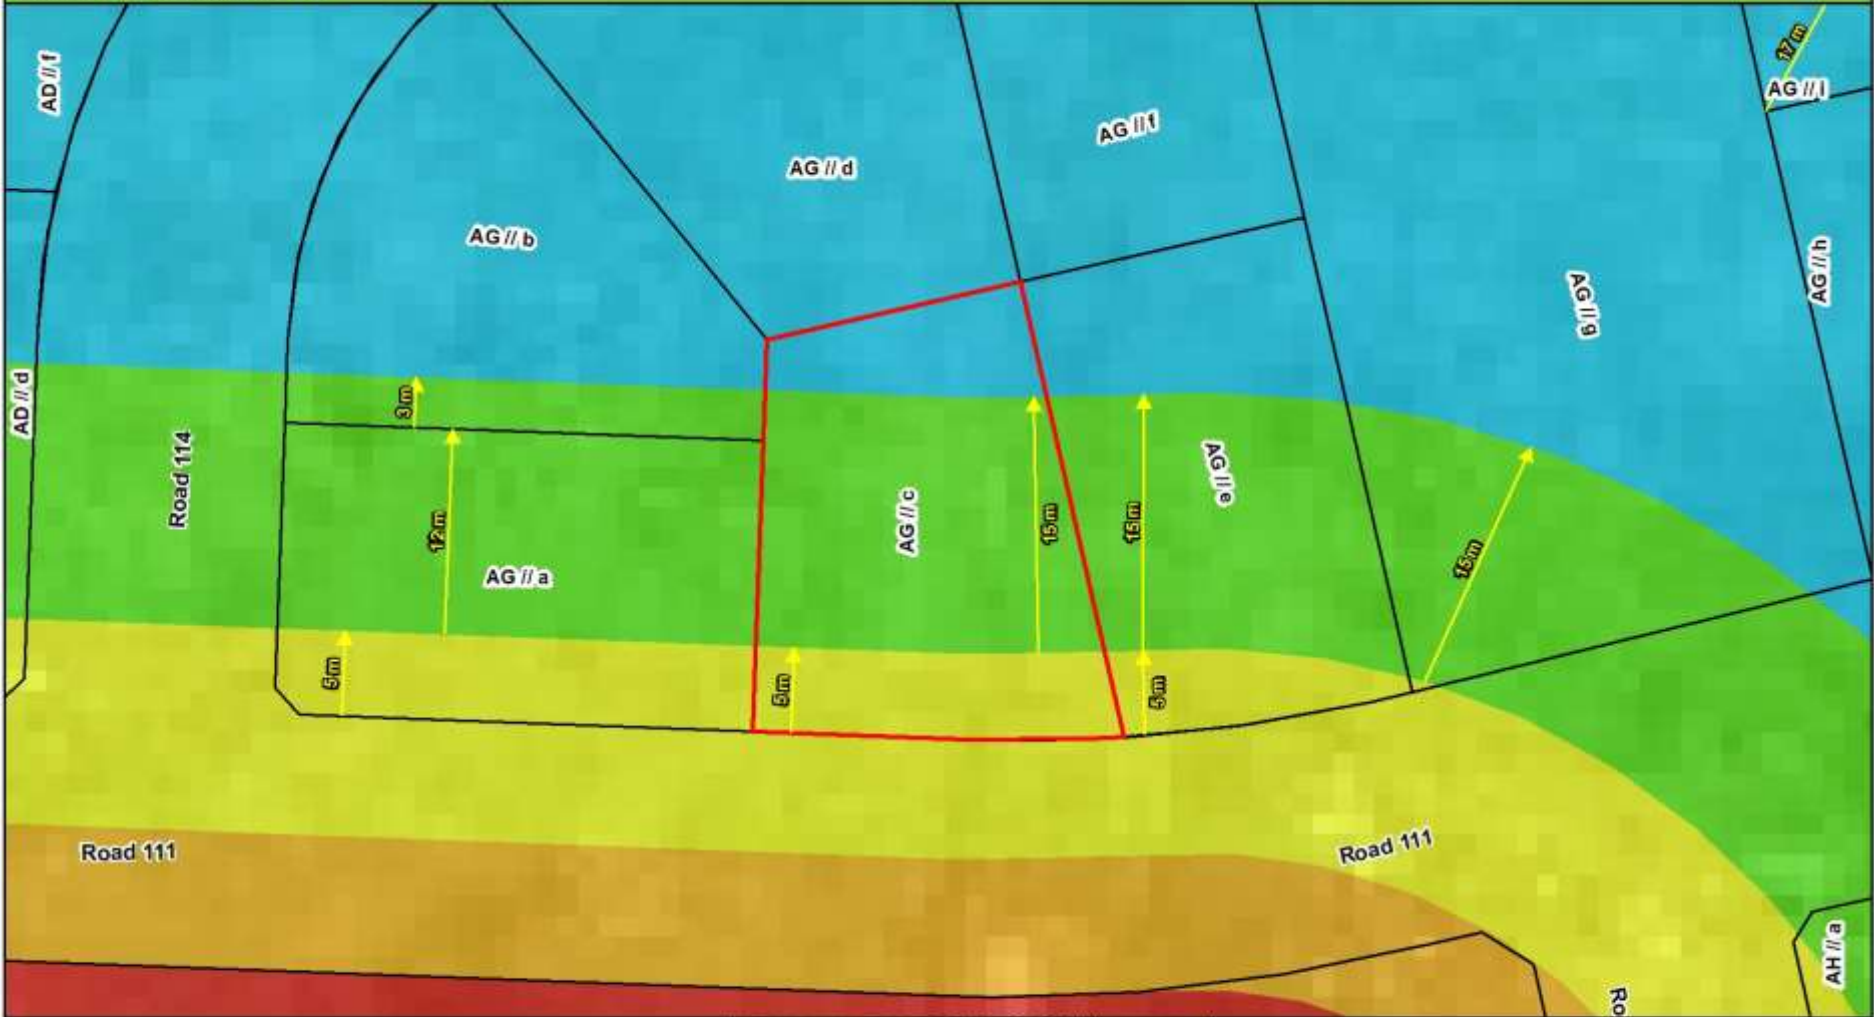 17 m
AD // f
AG // I
AG // f
AG // d
AG // b
AG // h
AG // g
AD // d
3 m
Road 114
12 m
AG // a
AG // c
15 m
15 m
AG // e
15 m
5 m
5 m
5 m
Road 111
Road 111
AH // a
Ro